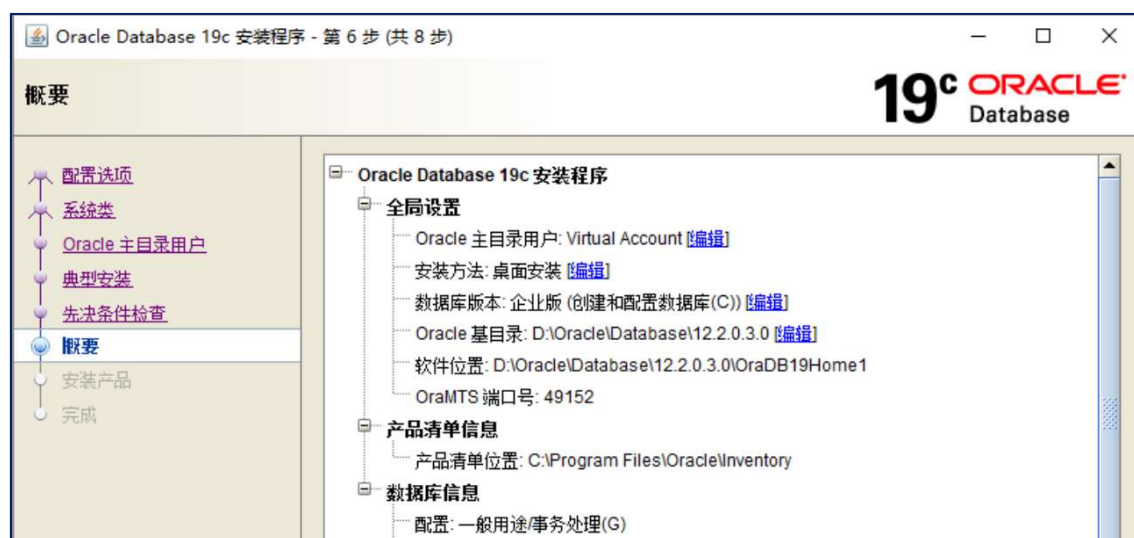 Oracle Database 19c 安装程序 - 第 6 步 (共 8 步)
概要
19c ORACLE
Database
配置选项
系统类
Oracle 主目录用户
典型安装
先决条件检查
概要
安装产品
完成
Oracle Database 19c 安装程序
全局设置
Oracle 主目录用户: Virtual Account [编辑]
安装方法: 桌面安装 [编辑]
数据库版本: 企业版 (创建和配置数据库(C)) [编辑]
Oracle 基目录: D:\Oracle\Database\12.2.0.3.0 [编辑]
软件位置: D:\Oracle\Database\12.2.0.3.0\OraDB19Home1
OraMTS 端口号: 49152
产品清单信息
产品清单位置: C:\Program Files\Oracle\Inventory
数据库信息
配置: 一般用途/事务处理(G)